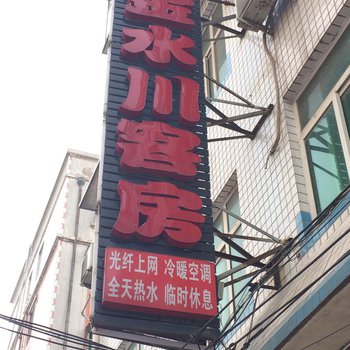 金水川客房
光纤上网 冷暖空调
全天热水 临时休息